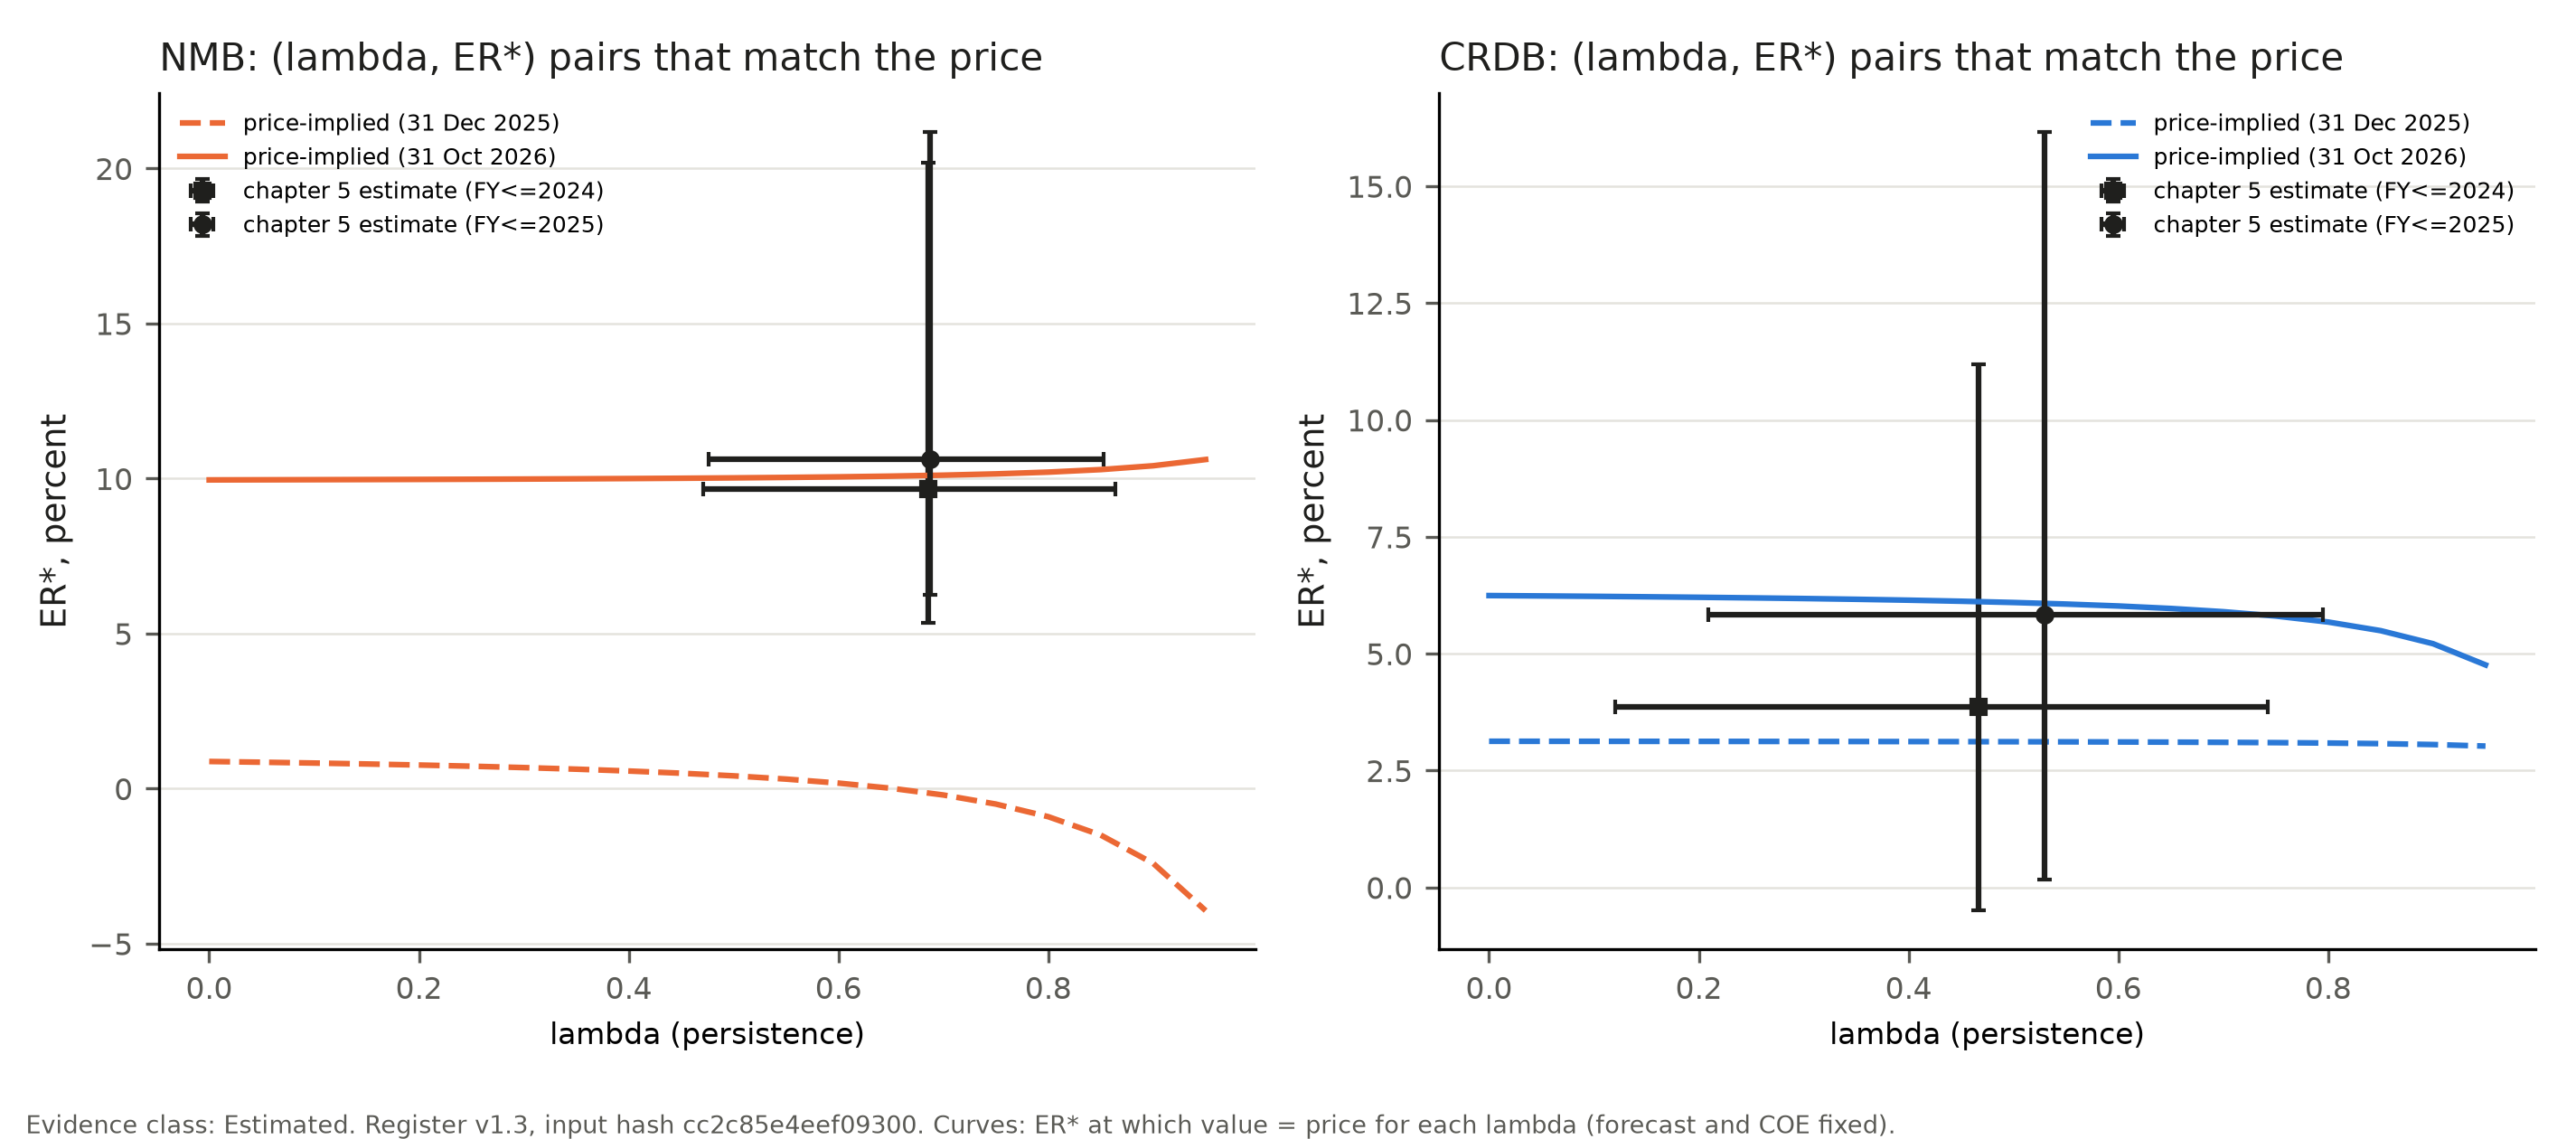 NMB: (lambda, ER*) pairs that match the price
price-implied (31 Dec 2025)
price-implied (31 Oct 2026)
chapter 5 estimate (FY<=2024)
chapter 5 estimate (FY<=2025)
ER*, percent
20
15
10
5
0
−5
0.0
0.2
0.4
0.6
0.8
lambda (persistence)
CRDB: (lambda, ER*) pairs that match the price
price-implied (31 Dec 2025)
price-implied (31 Oct 2026)
chapter 5 estimate (FY<=2024)
chapter 5 estimate (FY<=2025)
ER*, percent
15.0
12.5
10.0
7.5
5.0
2.5
0.0
0.0
0.2
0.4
0.6
0.8
lambda (persistence)
Evidence class: Estimated. Register v1.3, input hash cc2c85e4eef09300. Curves: ER* at which value = price for each lambda (forecast and COE fixed).